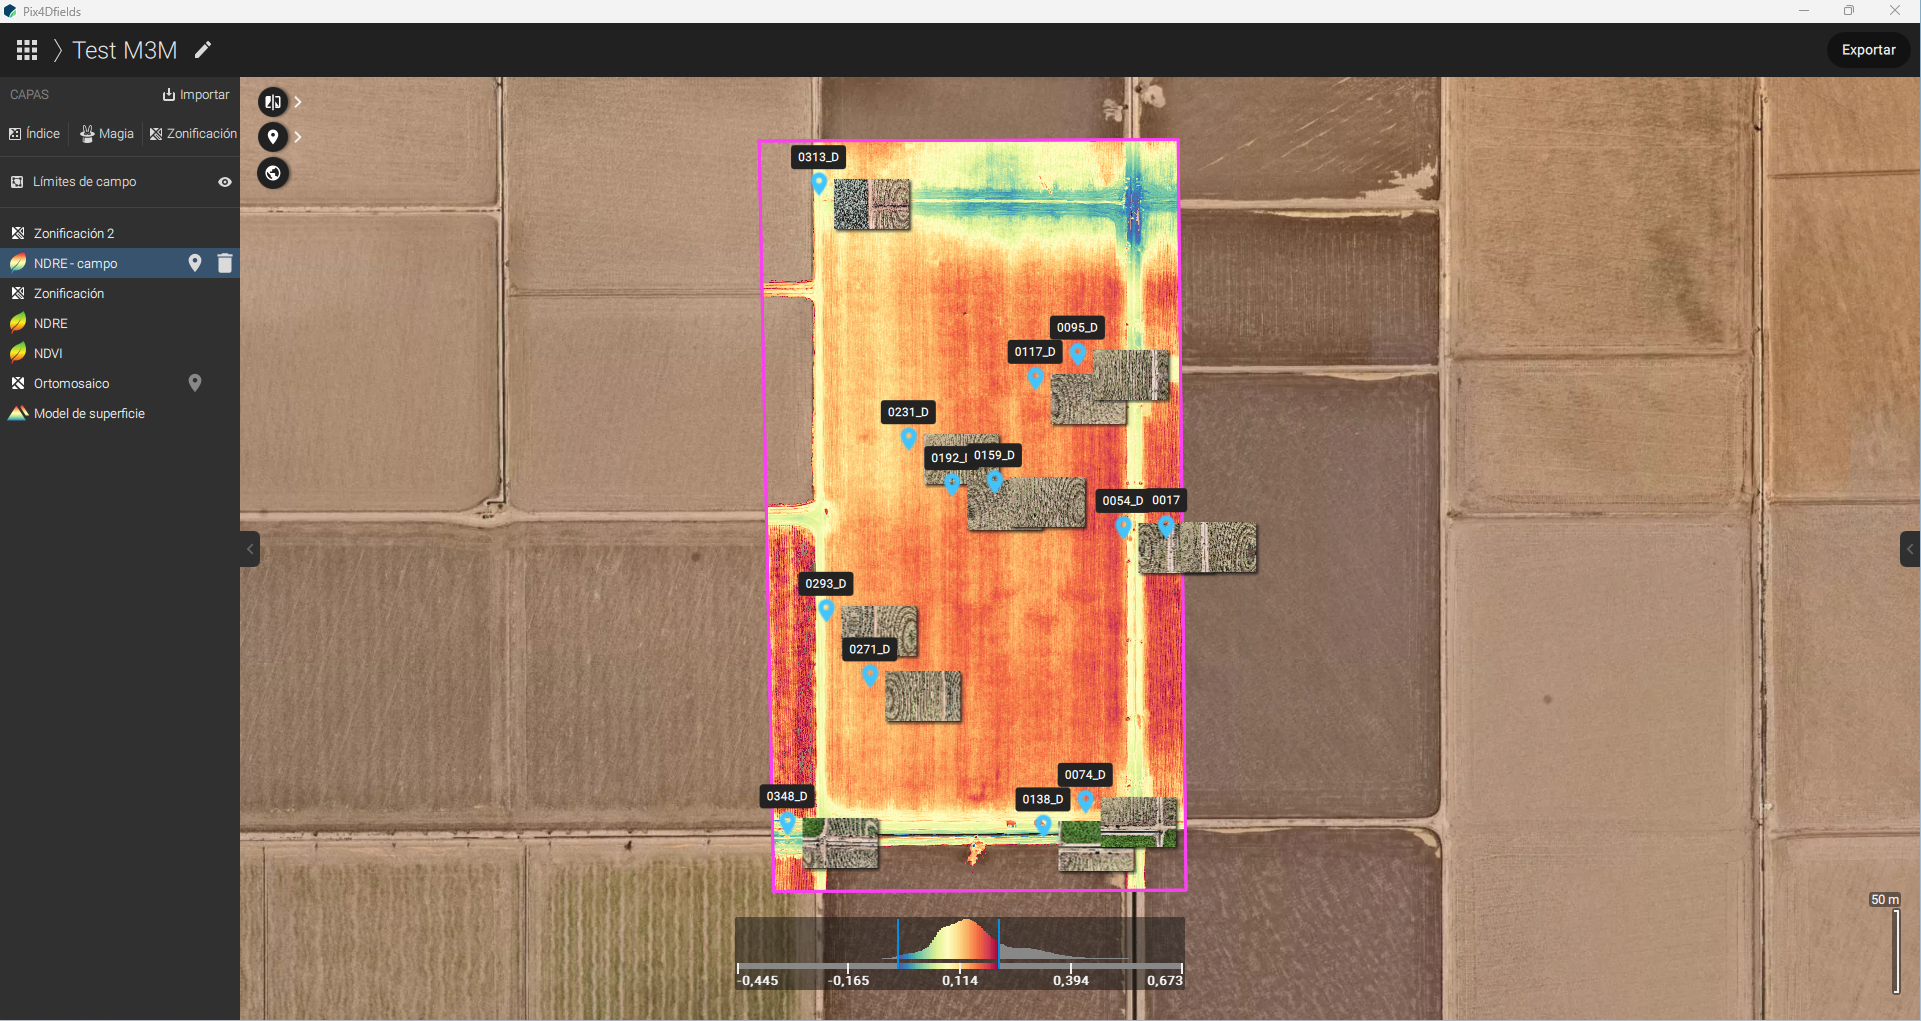 Pix4Dfields
Test M3M
Exportar
CAPAS
Importar
Índice
Magia
Zonificación
Límites de campo
Zonificación 2
NDRE - campo
Zonificación
NDRE
NDVI
Ortomosaico
Model de superficie
0313_D
0095_D
0117_D
0231_D
0192_
0159_D
0054_D
0017
0293_D
0271_D
0074_D
0348_D
0138_D
50 m
-0,445
-0,165
0,114
0,394
0,673